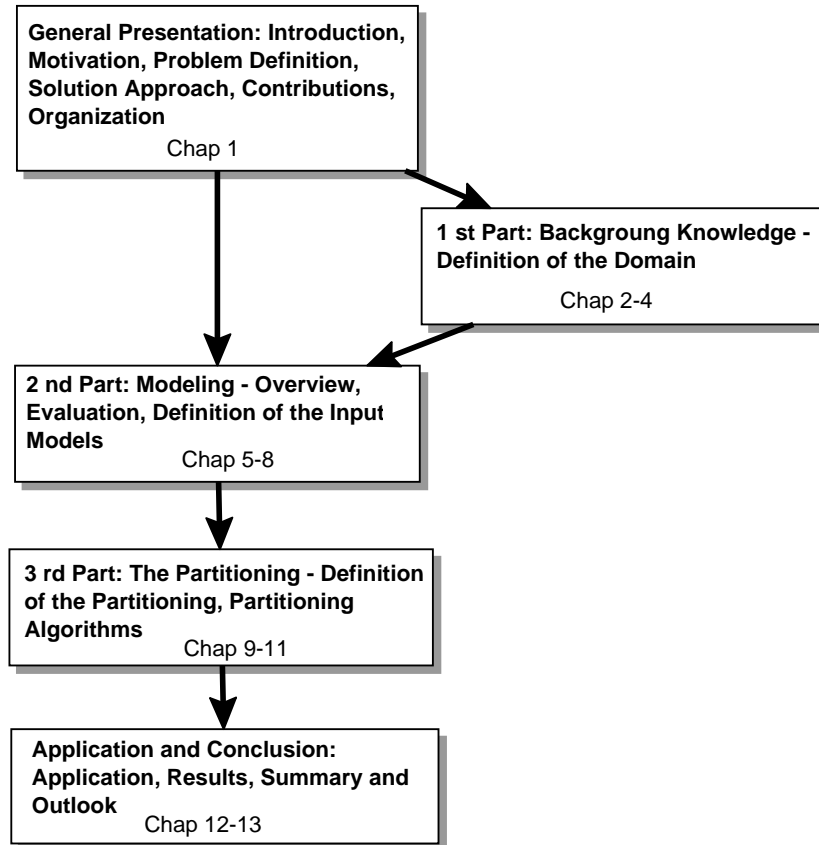 General Presentation: Introduction,
Motivation, Problem Definition,
Solution Approach, Contributions,
Organization
Chap 1
1 st Part: Backgroung Knowledge -
Definition of the Domain
Chap 2-4
2 nd Part: Modeling - Overview,
Evaluation, Definition of the Input
Models
Chap 5-8
3 rd Part: The Partitioning - Definition
of the Partitioning, Partitioning
Algorithms
Chap 9-11
Application and Conclusion:
Application, Results, Summary and
Outlook
Chap 12-13